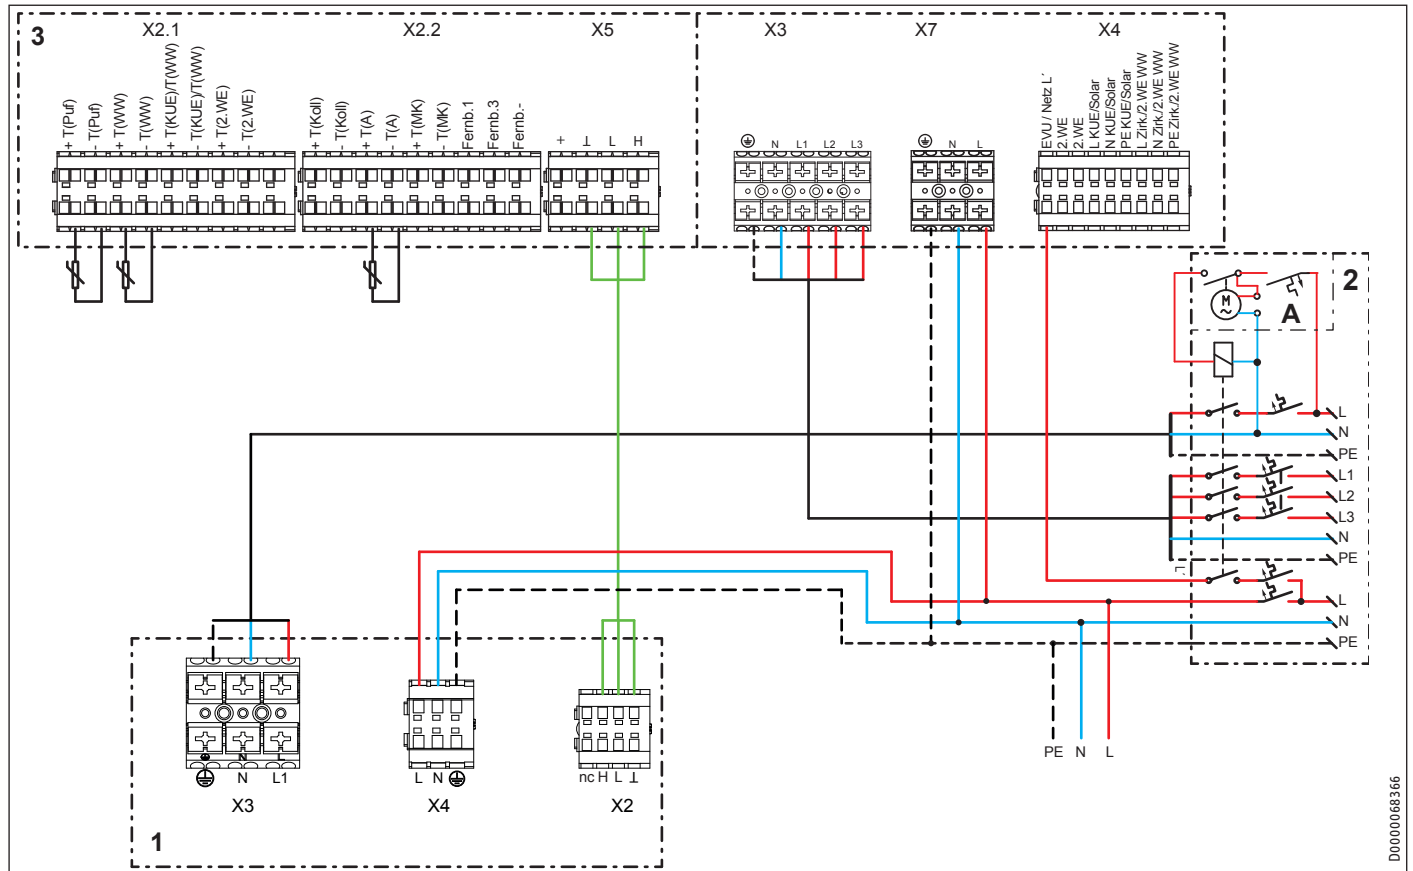 3
X2.1
X2.2
X5
X3
X7
X4
+ T(Puf)
- T(Puf)
+ T(WW)
- T(WW)
+ T(KUE)/T(WW)
- T(KUE)/T(WW)
+ T(2.WE)
- T(2.WE)
+ T(Koll)
- T(Koll)
+ T(A)
- T(A)
+ T(MK)
- T(MK)
Fernb.1
Fernb.3
Fernb.-
+ ⊥ L H
N L1 L2 L3
N L
EVU / Netz L´
2.WE
2.WE
L KUE/Solar
N KUE/Solar
PE KUE/Solar
L Zirk./2.WE WW
N Zirk./2.WE WW
PE Zirk./2.WE WW
2
M
~
A
L
N
PE
L1
L2
L3
N
PE
L´
L
N
PE
PE N L
N L
N L1
X3
L N
X4
nc H L ⊥
X2
1
D0000068366